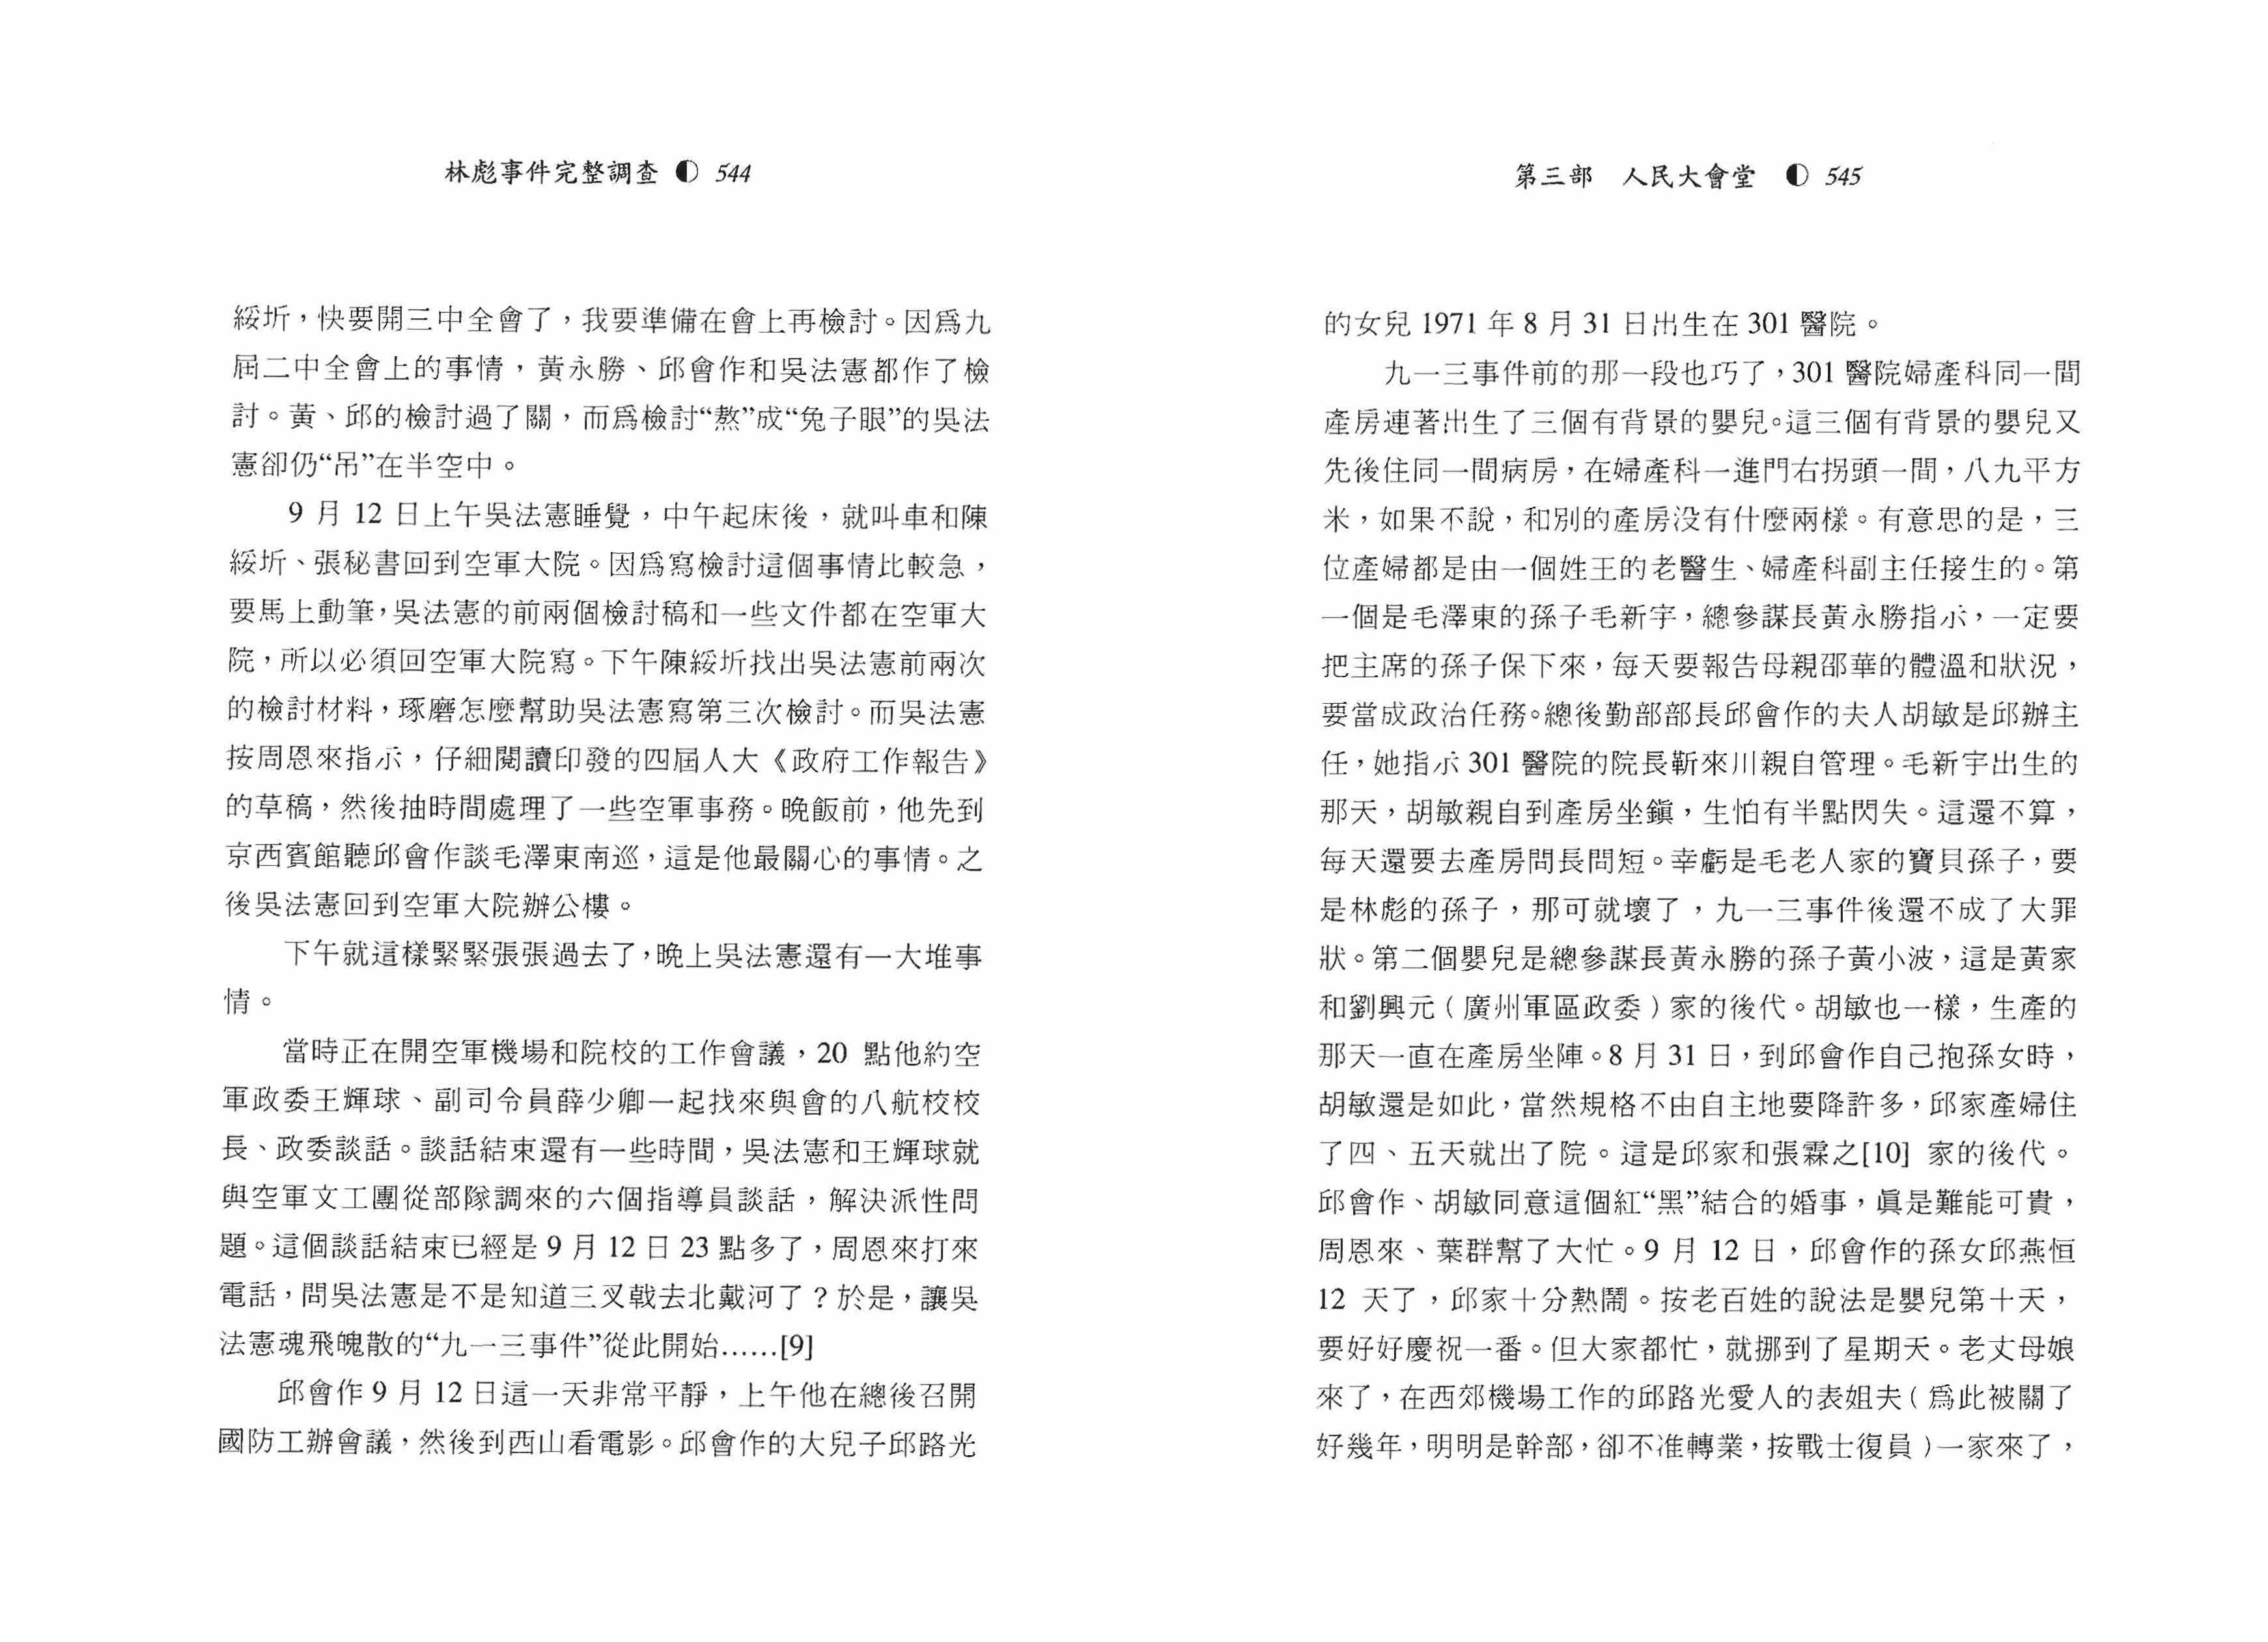 林彪事件完整調查 ◐ 544
綏圻，快要開三中全會了，我要準備在會上再檢討。因爲九
屆二中全會上的事情，黃永勝、邱會作和吳法憲都作了檢
討。黃、邱的檢討過了關，而爲檢討“熬”成“兔子眼”的吳法
憲卻仍“吊”在半空中。
9 月 12 日上午吳法憲睡覺，中午起床後，就叫車和陳
綏圻、張秘書回到空軍大院。因爲寫檢討這個事情比較急，
要馬上動筆，吳法憲的前兩個檢討稿和一些文件都在空軍大
院，所以必須回空軍大院寫。下午陳綏圻找出吳法憲前兩次
的檢討材料，琢磨怎麼幫助吳法憲寫第三次檢討。而吳法憲
按周恩來指示，仔細閱讀印發的四屆人大《政府工作報告》
的草稿，然後抽時間處理了一些空軍事務。晚飯前，他先到
京西賓館聽邱會作談毛澤東南巡，這是他最關心的事情。之
後吳法憲回到空軍大院辦公樓。
下午就這樣緊緊張張過去了，晚上吳法憲還有一大堆事
情。
當時正在開空軍機場和院校的工作會議，20 點他約空
軍政委王輝球、副司令員薛少卿一起找來與會的八航校校
長、政委談話。談話結束還有一些時間，吳法憲和王輝球就
與空軍文工團從部隊調來的六個指導員談話，解決派性問
題。這個談話結束已經是 9 月 12 日 23 點多了，周恩來打來
電話，問吳法憲是不是知道三叉戟去北戴河了？於是，讓吳
法憲魂飛魄散的“九一三事件”從此開始……[9]
邱會作 9 月 12 日這一天非常平靜，上午他在總後召開
國防工辦會議，然後到西山看電影。邱會作的大兒子邱路光
第三部　人民大會堂 ◐ 545
的女兒 1971 年 8 月 31 日出生在 301 醫院。
九一三事件前的那一段也巧了，301 醫院婦產科同一間
產房連著出生了三個有背景的嬰兒。這三個有背景的嬰兒又
先後住同一間病房，在婦產科一進門右拐頭一間，八九平方
米，如果不說，和別的產房没有什麼兩樣。有意思的是，三
位產婦都是由一個姓王的老醫生、婦產科副主任接生的。第
一個是毛澤東的孫子毛新宇，總參謀長黃永勝指示，一定要
把主席的孫子保下來，每天要報告母親邵華的體溫和狀況，
要當成政治任務。總後勤部部長邱會作的夫人胡敏是邱辦主
任，她指示 301 醫院的院長靳來川親自管理。毛新宇出生的
那天，胡敏親自到產房坐鎭，生怕有半點閃失。這還不算，
每天還要去產房問長問短。幸虧是毛老人家的寶貝孫子，要
是林彪的孫子，那可就壞了，九一三事件後還不成了大罪
狀。第二個嬰兒是總參謀長黃永勝的孫子黃小波，這是黃家
和劉興元（廣州軍區政委）家的後代。胡敏也一樣，生產的
那天一直在產房坐陣。8 月 31 日，到邱會作自己抱孫女時，
胡敏還是如此，當然規格不由自主地要降許多，邱家產婦住
了四、五天就出了院。這是邱家和張霖之[10] 家的後代。
邱會作、胡敏同意這個紅“黑”結合的婚事，眞是難能可貴，
周恩來、葉群幫了大忙。9 月 12 日，邱會作的孫女邱燕恒
12 天了，邱家十分熱鬧。按老百姓的說法是嬰兒第十天，
要好好慶祝一番。但大家都忙，就挪到了星期天。老丈母娘
來了，在西郊機場工作的邱路光愛人的表姐夫（爲此被關了
好幾年，明明是幹部，卻不准轉業，按戰士復員）一家來了，